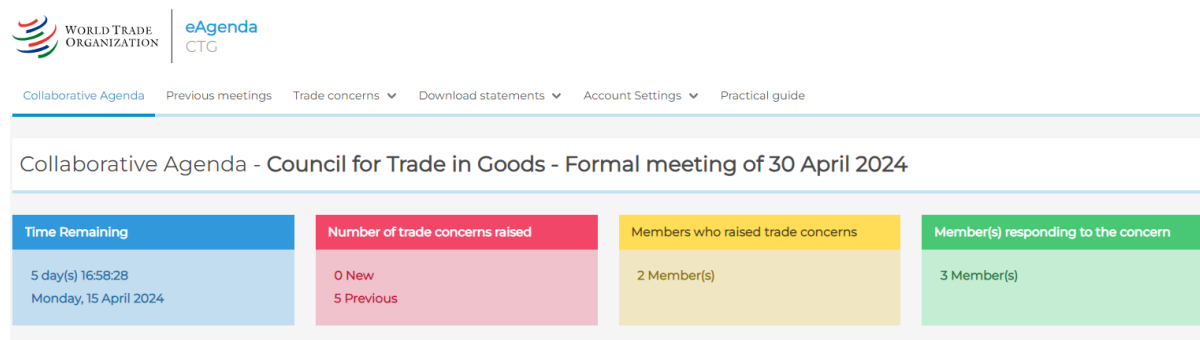 WORLD TRADE
ORGANIZATION
eAgenda
CTG
Collaborative Agenda Previous meetings Trade concerns Download statements Account Settings Practical guide
Collaborative Agenda - Council for Trade in Goods - Formal meeting of 30 April 2024
Time Remaining
5 day(s) 16:58:28
Monday, 15 April 2024
Number of trade concerns raised
0 New
5 Previous
Members who raised trade concerns
2 Member(s)
Member(s) responding to the concern
3 Member(s)